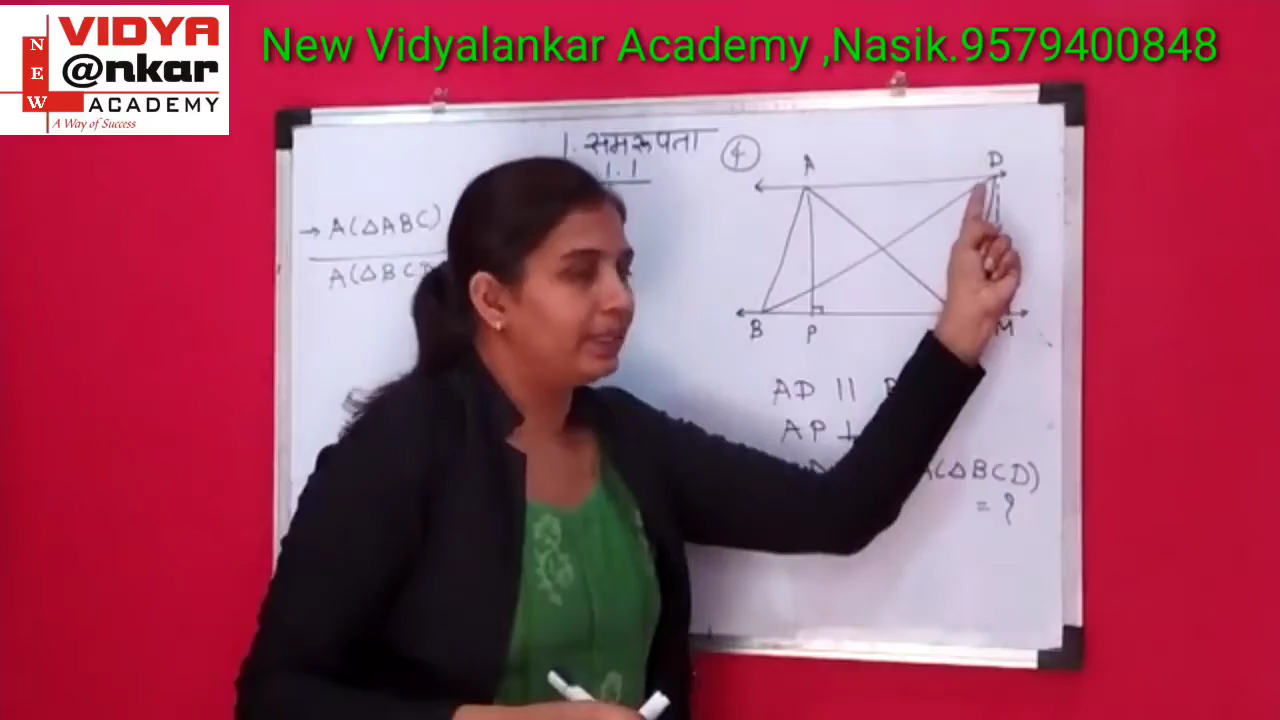 NEW
VIDYA
@nkar
ACADEMY
A Way of Success
New Vidyalankar Academy ,Nasik.9579400848
1. समरूपता
1.1
4
A
D
B
P
M
→ A(△ABC)
A(△BCD
AD ||
AP ⊥
A(△BCD)
= ?